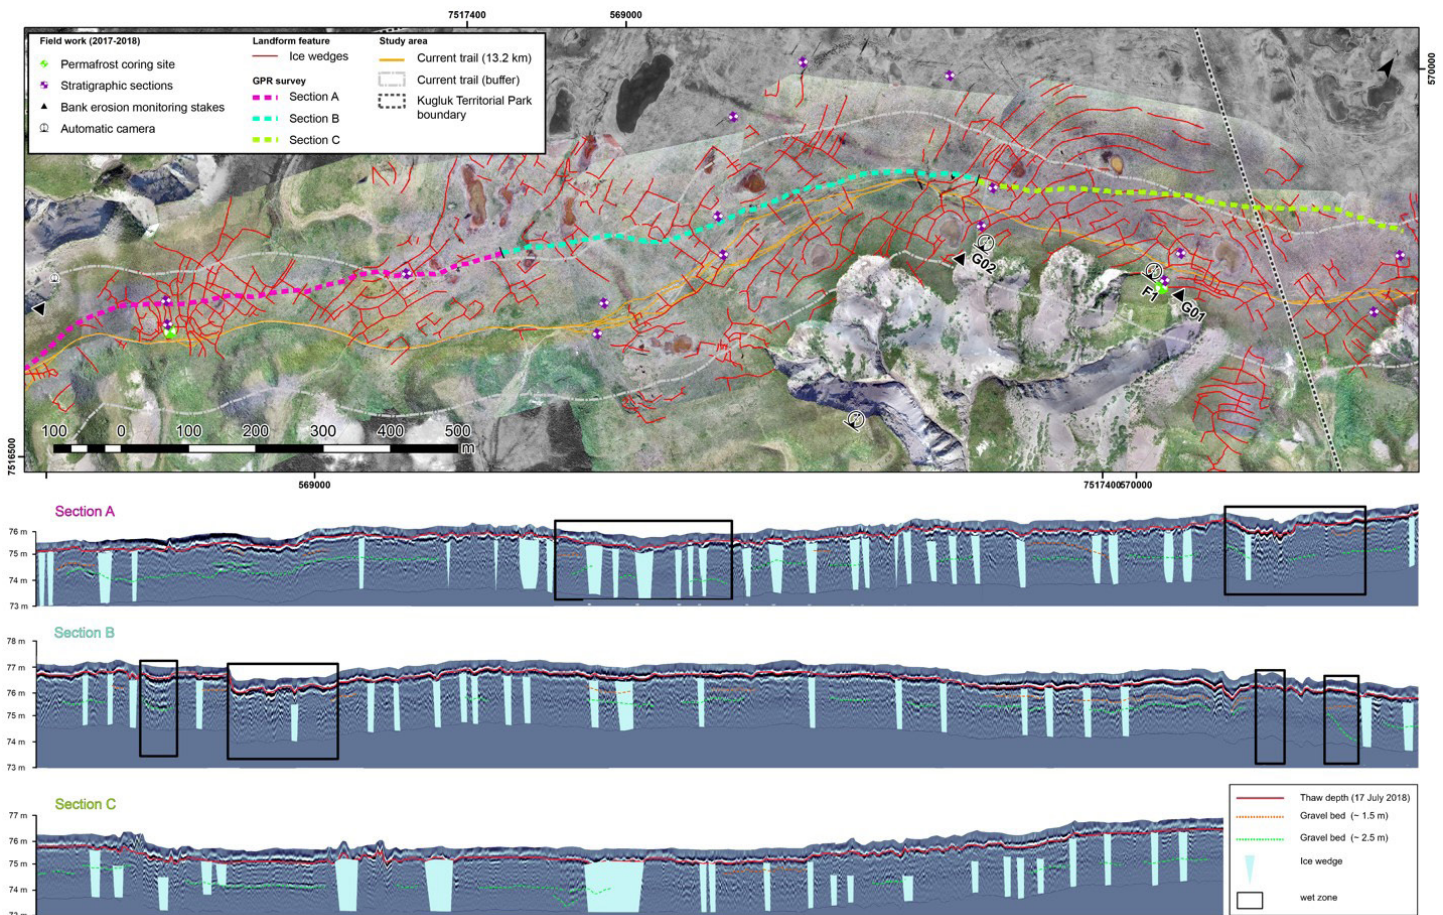 7517400
569000
Field work (2017-2018)
Permafrost coring site
Stratigraphic sections
Bank erosion monitoring stakes
Automatic camera
Landform feature
Ice wedges
GPR survey
Section A
Section B
Section C
Study area
Current trail (13.2 km)
Current trail (buffer)
Kugluk Territorial Park
boundary
570000
G02
F1
G01
100 0 100 200 300 400 500
m
7516500
569000
7517400
570000
Section A
76 m
75 m
74 m
73 m
Section B
78 m
77 m
76 m
75 m
74 m
73 m
Section C
77 m
76 m
75 m
74 m
73 m
Thaw depth (17 July 2018)
Gravel bed (~ 1.5 m)
Gravel bed (~ 2.5 m)
Ice wedge
wet zone